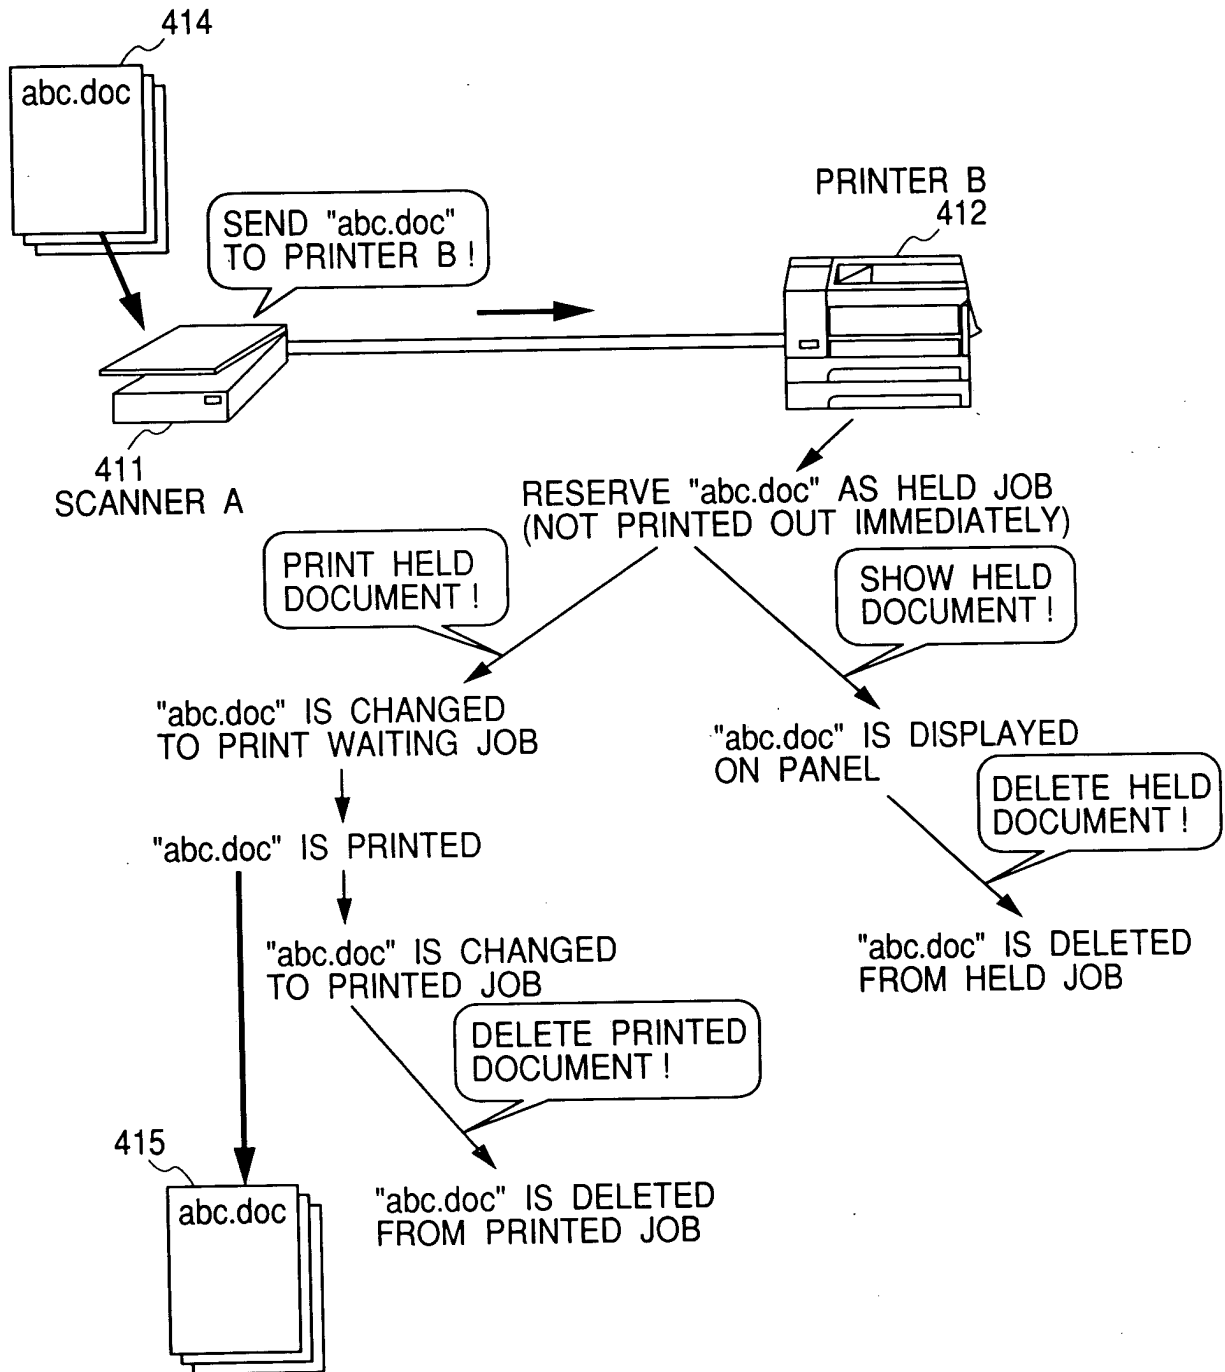 414
abc.doc
SEND "abc.doc"
TO PRINTER B !
PRINTER B
412
411
SCANNER A
RESERVE "abc.doc" AS HELD JOB
(NOT PRINTED OUT IMMEDIATELY)
PRINT HELD
DOCUMENT !
SHOW HELD
DOCUMENT !
"abc.doc" IS CHANGED
TO PRINT WAITING JOB
"abc.doc" IS DISPLAYED
ON PANEL
DELETE HELD
DOCUMENT !
"abc.doc" IS PRINTED
"abc.doc" IS CHANGED
TO PRINTED JOB
"abc.doc" IS DELETED
FROM HELD JOB
DELETE PRINTED
DOCUMENT !
415
abc.doc
"abc.doc" IS DELETED
FROM PRINTED JOB